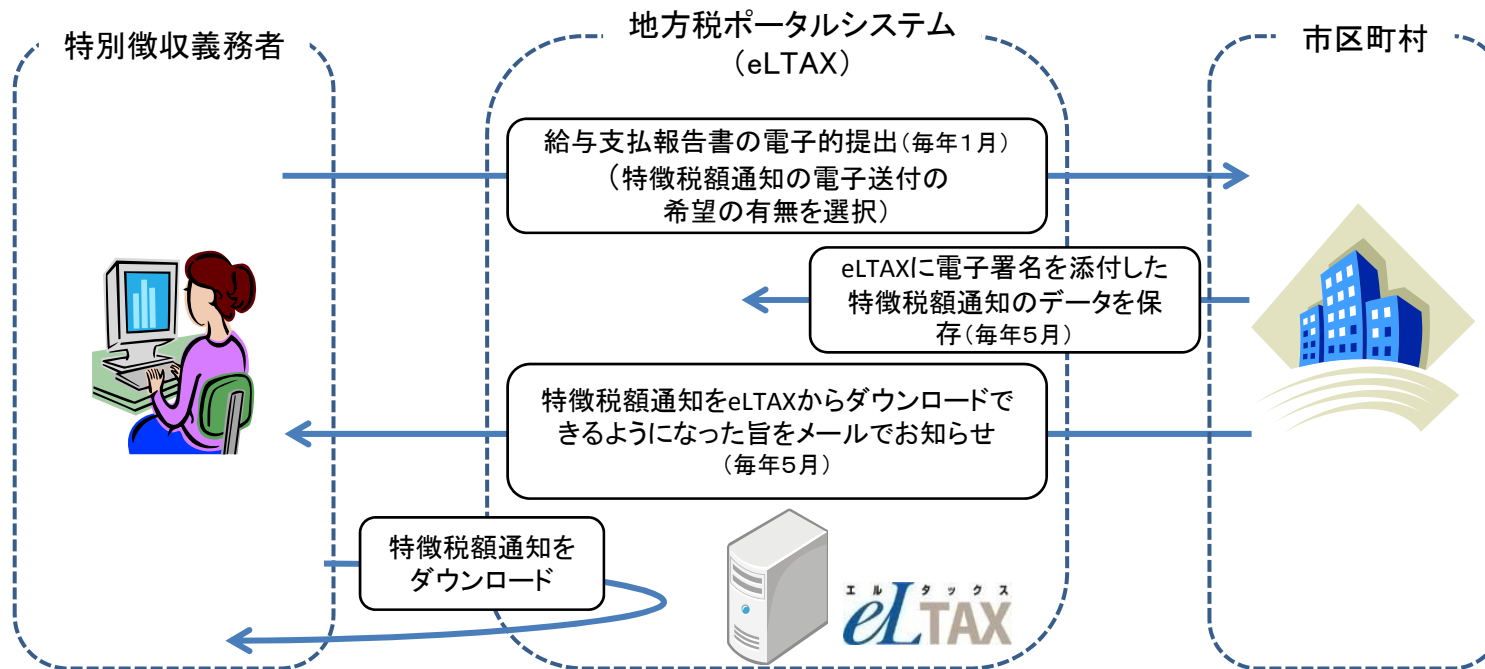 特別徴収義務者
地方税ポータルシステム
（eLTAX）
市区町村
給与支払報告書の電子的提出（毎年１月）
（特徴税額通知の電子送付の
希望の有無を選択）
eLTAXに電子署名を添付した
特徴税額通知のデータを保
存（毎年５月）
特徴税額通知をeLTAXからダウンロードで
きるようになった旨をメールでお知らせ
（毎年５月）
特徴税額通知を
ダウンロード
エルタックス
eLTAX